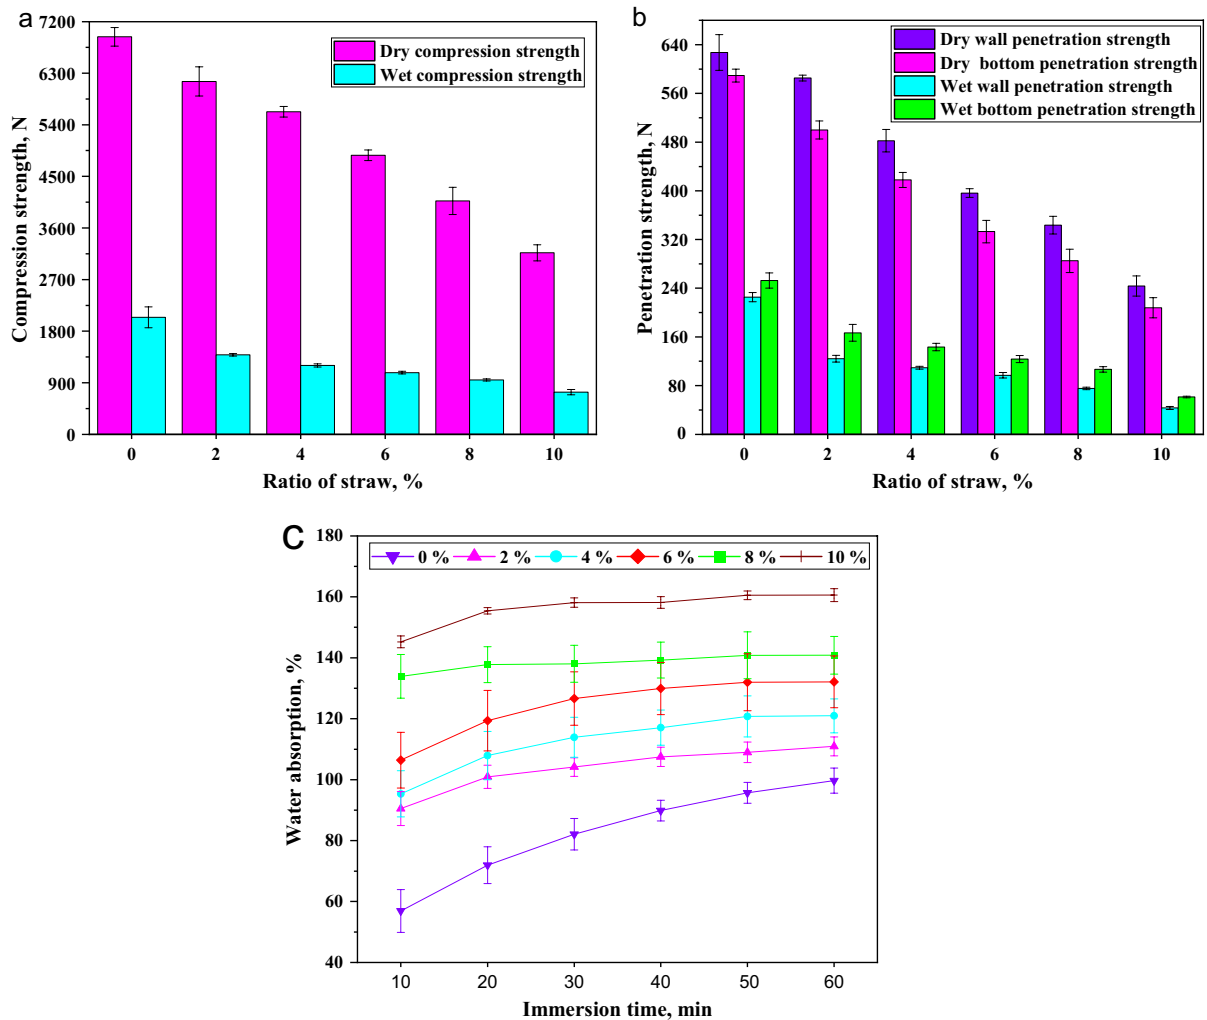 a
7200
6300
5400
4500
3600
2700
1800
900
0
Compression strength, N
Dry compression strength
Wet compression strength
0 2 4 6 8 10
Ratio of straw, %
b
640
560
480
400
320
240
160
80
0
Penetration strength, N
Dry wall penetration strength
Dry bottom penetration strength
Wet wall penetration strength
Wet bottom penetration strength
0 2 4 6 8 10
Ratio of straw, %
c
180
160
140
120
100
80
60
40
Water absorption, %
0 % 2 % 4 % 6 % 8 % 10 %
10 20 30 40 50 60
Immersion time, min